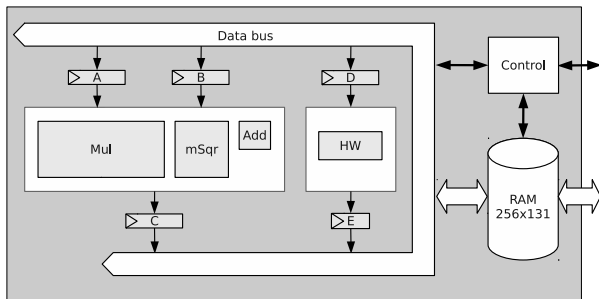 Data bus
A
B
D
Control
Mul
mSqr
Add
HW
C
E
RAM
256x131